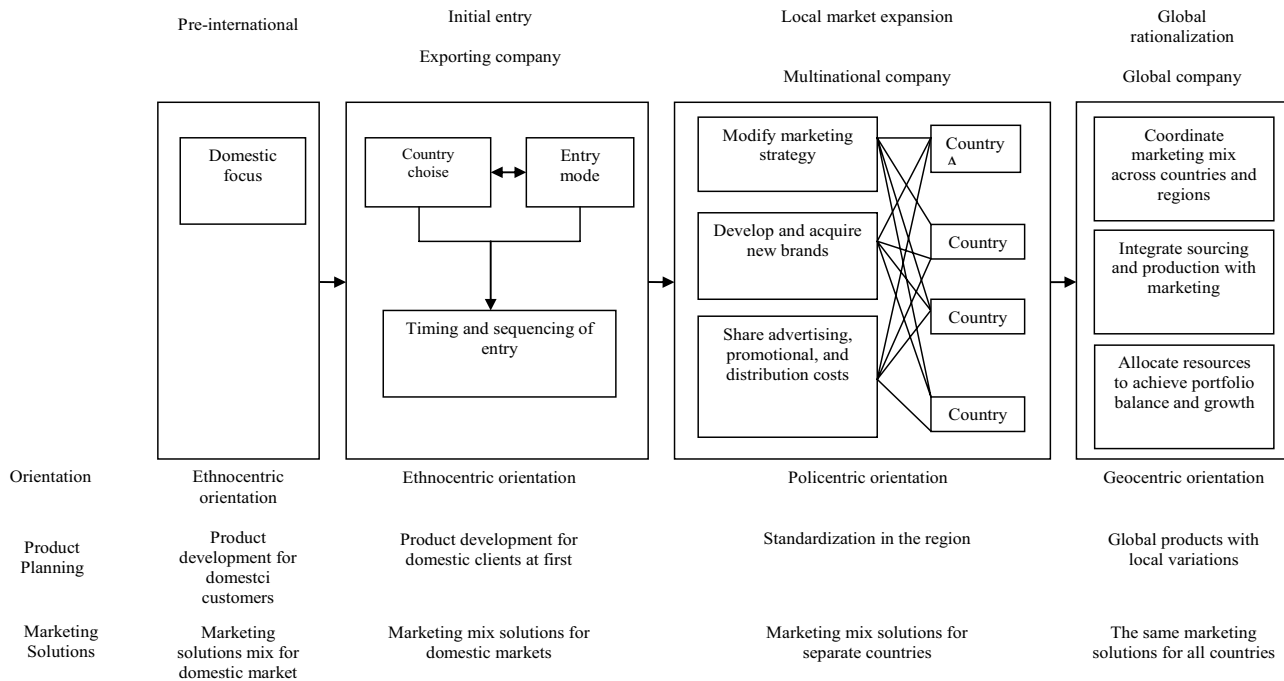 Pre-international
Initial entry
Exporting company
Local market expansion
Multinational company
Global
rationalization
Global company
Domestic
focus
Country
choise
Entry
mode
Timing and sequencing of
entry
Modify marketing
strategy
Develop and acquire
new brands
Share advertising,
promotional, and
distribution costs
Country
A
Country
Country
Country
Coordinate
marketing mix
across countries and
regions
Integrate sourcing
and production with
marketing
Allocate resources
to achieve portfolio
balance and growth
Orientation
Ethnocentric
orientation
Ethnocentric orientation
Policentric orientation
Geocentric orientation
Product
Planning
Product
development for
domestci
customers
Product development for
domestic clients at first
Standardization in the region
Global products with
local variations
Marketing
Solutions
Marketing
solutions mix for
domestic market
Marketing mix solutions for
domestic markets
Marketing mix solutions for
separate countries
The same marketing
solutions for all countries